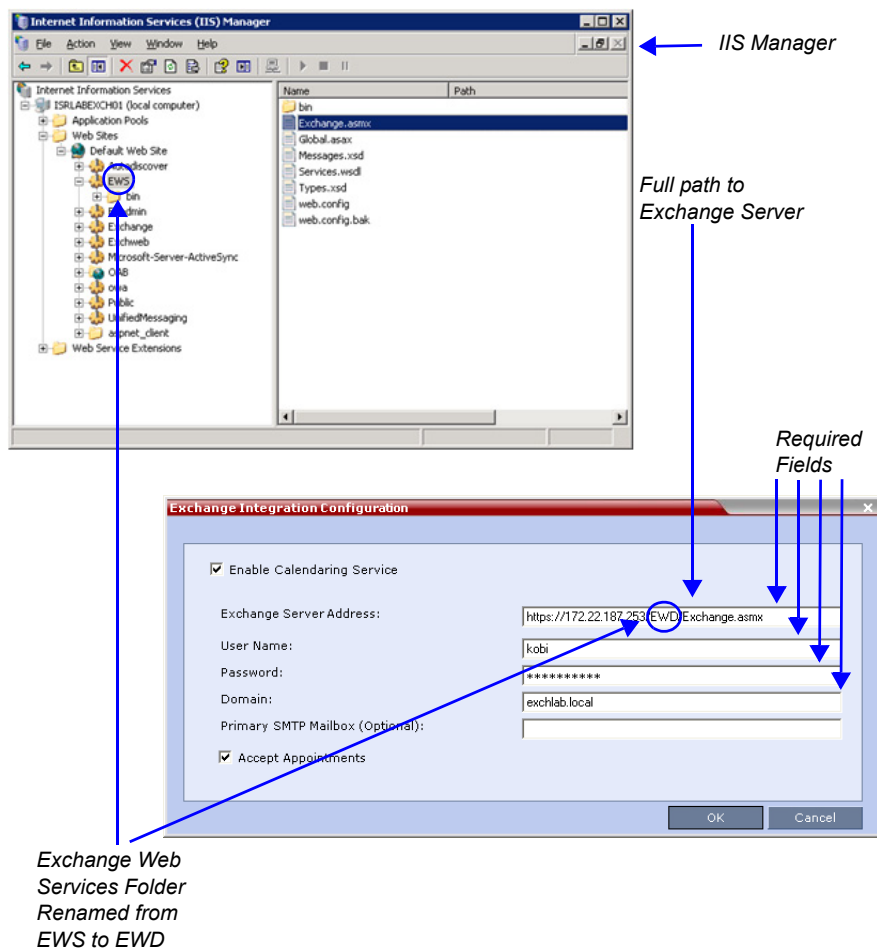 Internet Information Services (IIS) Manager
File Action View Window Help
IIS Manager
Internet Information Services
ISRLABEXCH01 (local computer)
Application Pools
Web Sites
Default Web Site
Autodiscover
EWS
bin
Exchange
Exchweb
Microsoft-Server-ActiveSync
OAB
owa
Public
UnifiedMessaging
aspnet_client
Web Service Extensions
Name Path
bin
Exchange.asmx
Global.asax
Messages.xsd
Services.wsdl
Types.xsd
web.config
web.config.bak
Full path to
Exchange Server
Required
Fields
Exchange Integration Configuration
Enable Calendaring Service
Exchange Server Address: https://172.22.187.253/EWD/Exchange.asmx
User Name: kobi
Password: **********
Domain: exchlab.local
Primary SMTP Mailbox (Optional):
Accept Appointments
OK Cancel
Exchange Web
Services Folder
Renamed from
EWS to EWD